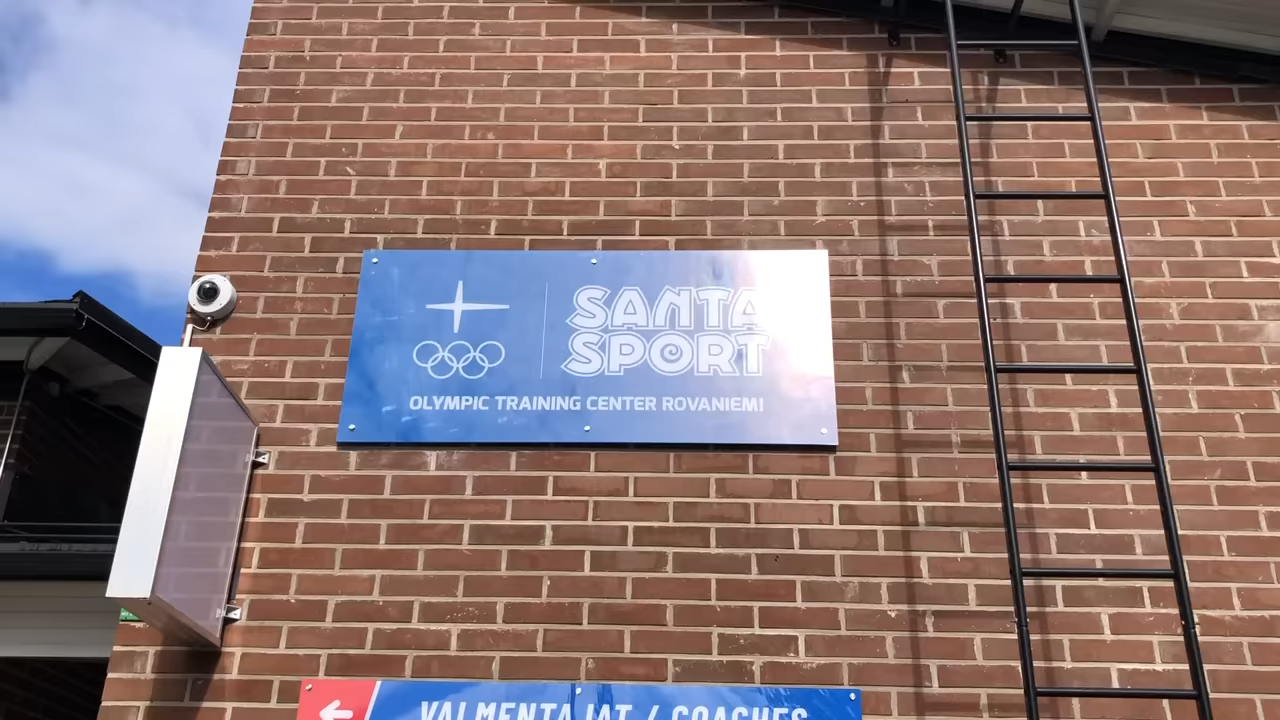 SANTA
SPORT
OLYMPIC TRAINING CENTER ROVANIEMI
VALMENTAJAT / COACHES